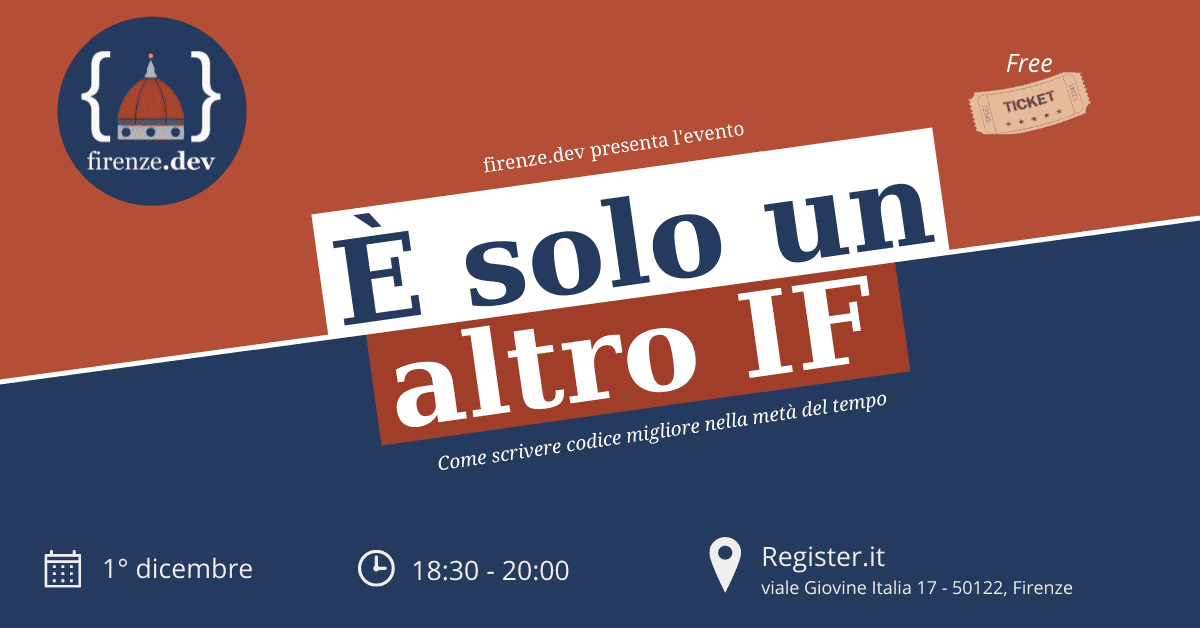 { }
firenze.dev
Free
TICKET
firenze.dev presenta l'evento
È solo un
altro IF
Come scrivere codice migliore nella metà del tempo
1° dicembre
18:30 - 20:00
Register.it
viale Giovine Italia 17 - 50122, Firenze